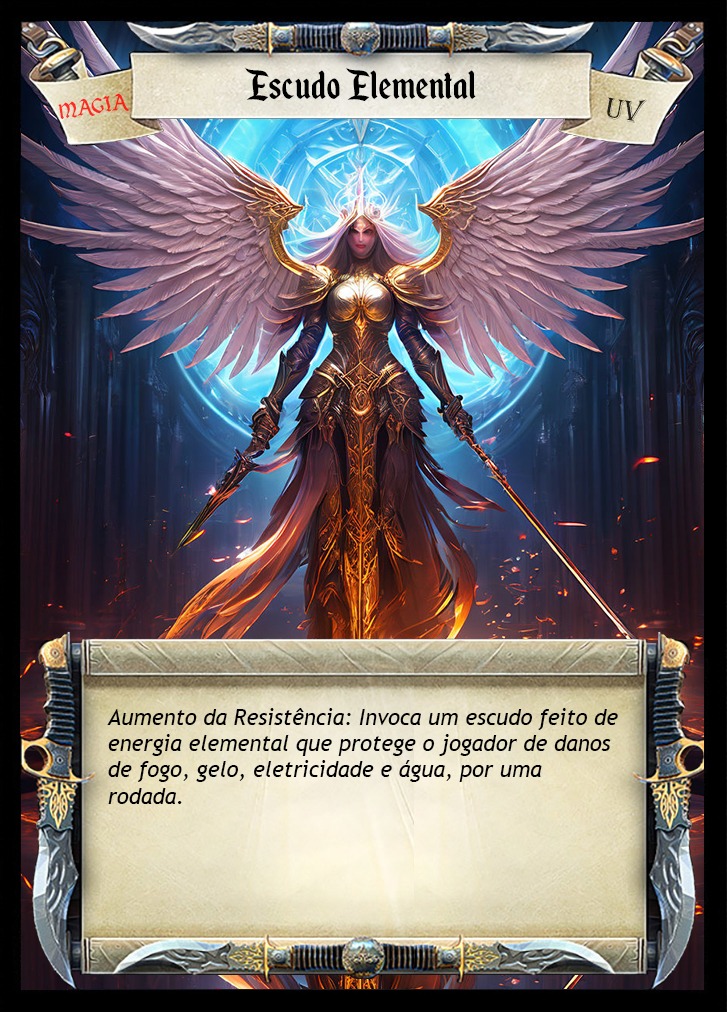 Escudo Elemental
MAGIA
UV
Aumento da Resistência: Invoca um escudo feito de
energia elemental que protege o jogador de danos
de fogo, gelo, eletricidade e água, por uma
rodada.